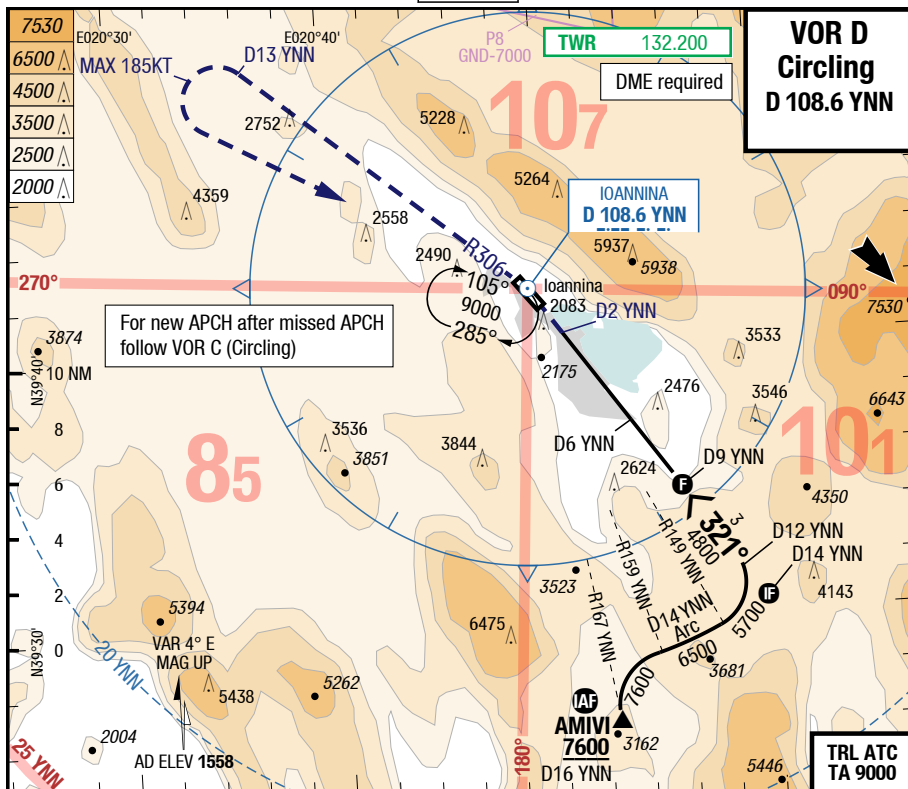 7530
6500
4500
3500
2500
2000
E020°30'
E020°40'
MAX 185KT
D13 YNN
P8
GND-7000
TWR 132.200
DME required
VOR D
Circling
D 108.6 YNN
2752
5228
107
4359
5264
IOANNINA
D 108.6 YNN
2558
5937
5938
2490
R306
270°
105°
9000
285°
Ioannina
2083
D2 YNN
090°
7530
For new APCH after missed APCH
follow VOR C (Circling)
3874
N39°40'
10 NM
2175
3533
2476
3546
6643
8
3536
3851
3844
D6 YNN
101
85
2624
D9 YNN
F
6
4350
321°
3
4800
R149 YNN
R159 YNN
R167 YNN
D12 YNN
D14 YNN
IF
4
3523
4143
2
5394
6475
D14 YNN
Arc
5700
6500
3681
7600
N39°30'
0
VAR 4° E
MAG UP
20 YNN
5438
5262
IAF
AMIVI
7600
D16 YNN
3162
2004
AD ELEV 1558
25 YNN
180°
5446
TRL ATC
TA 9000